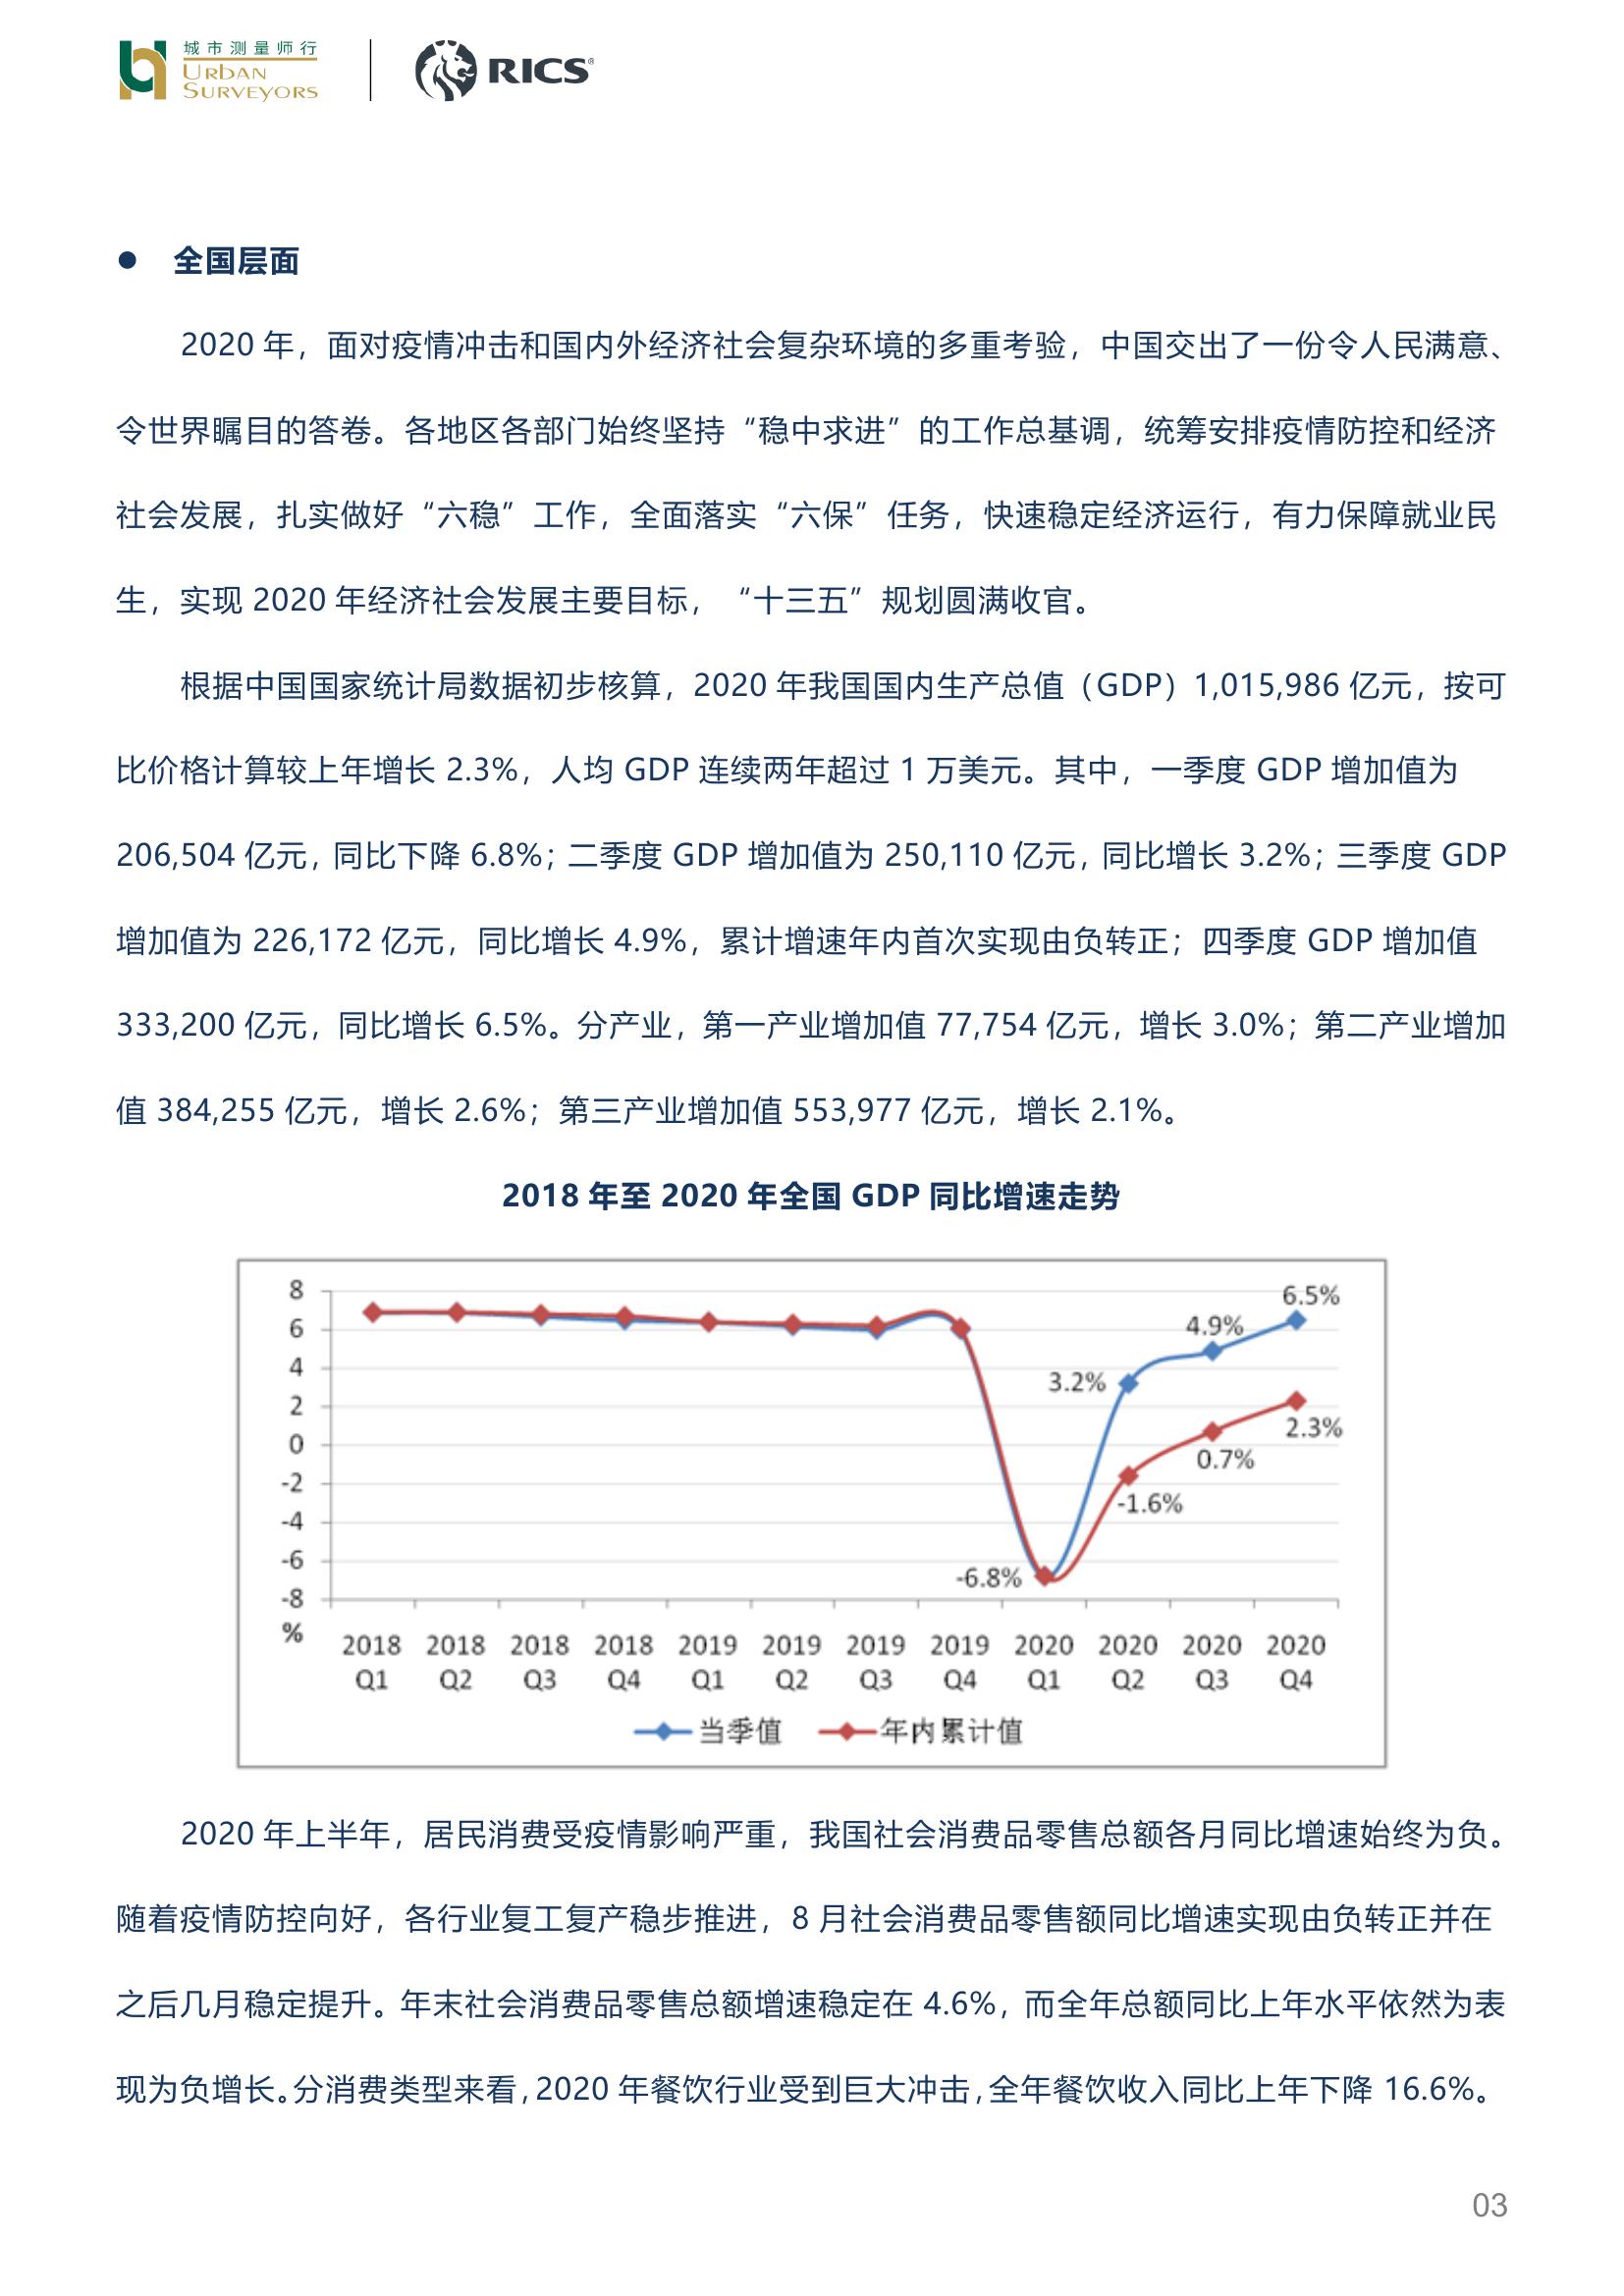 城市测量师行
URBAN
SURVEYORS
RICS®
● 全国层面
2020 年，面对疫情冲击和国内外经济社会复杂环境的多重考验，中国交出了一份令人民满意、
令世界瞩目的答卷。各地区各部门始终坚持“稳中求进”的工作总基调，统筹安排疫情防控和经济
社会发展，扎实做好“六稳”工作，全面落实“六保”任务，快速稳定经济运行，有力保障就业民
生，实现 2020 年经济社会发展主要目标，“十三五”规划圆满收官。
根据中国国家统计局数据初步核算，2020 年我国国内生产总值（GDP）1,015,986 亿元，按可
比价格计算较上年增长 2.3%，人均 GDP 连续两年超过 1 万美元。其中，一季度 GDP 增加值为
206,504 亿元，同比下降 6.8%；二季度 GDP 增加值为 250,110 亿元，同比增长 3.2%；三季度 GDP
增加值为 226,172 亿元，同比增长 4.9%，累计增速年内首次实现由负转正；四季度 GDP 增加值
333,200 亿元，同比增长 6.5%。分产业，第一产业增加值 77,754 亿元，增长 3.0%；第二产业增加
值 384,255 亿元，增长 2.6%；第三产业增加值 553,977 亿元，增长 2.1%。
2018 年至 2020 年全国 GDP 同比增速走势
8
6
4
2
0
-2
-4
-6
-8
%
6.5%
4.9%
3.2%
2.3%
0.7%
-1.6%
-6.8%
2018 2018 2018 2018 2019 2019 2019 2019 2020 2020 2020 2020
Q1 Q2 Q3 Q4 Q1 Q2 Q3 Q4 Q1 Q2 Q3 Q4
当季值 年内累计值
2020 年上半年，居民消费受疫情影响严重，我国社会消费品零售总额各月同比增速始终为负。
随着疫情防控向好，各行业复工复产稳步推进，8 月社会消费品零售额同比增速实现由负转正并在
之后几月稳定提升。年末社会消费品零售总额增速稳定在 4.6%，而全年总额同比上年水平依然为表
现为负增长。分消费类型来看，2020 年餐饮行业受到巨大冲击，全年餐饮收入同比上年下降 16.6%。
03